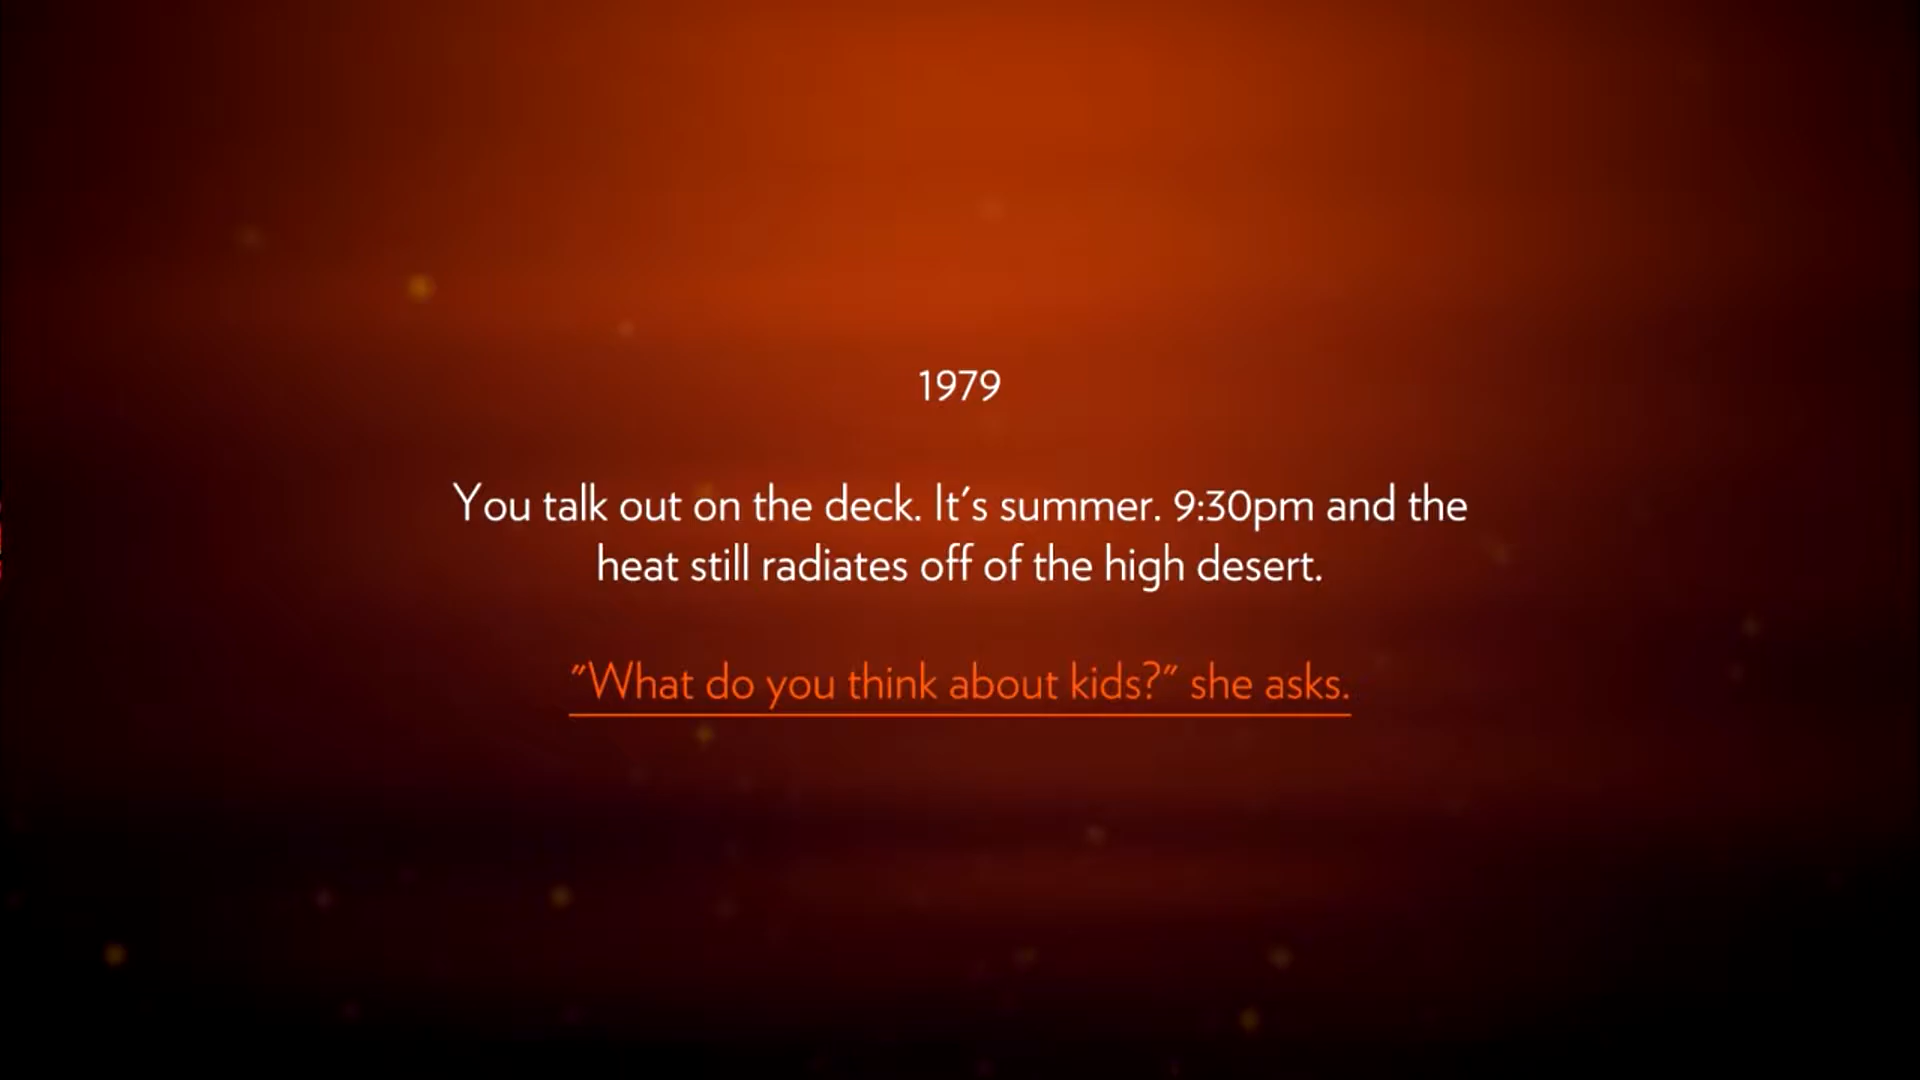 1979
You talk out on the deck. It's summer. 9:30pm and the
heat still radiates off of the high desert.
"What do you think about kids?" she asks.